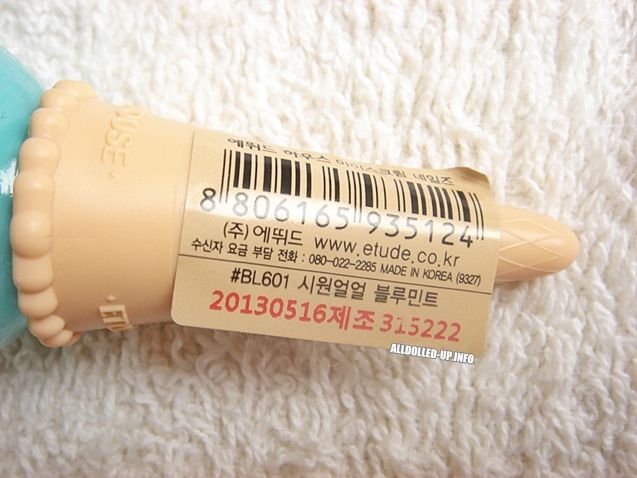 OUSE
에뛰드 하우스 아이스크림 네일즈
8 806165 935124
(주) 에뛰드 www.etude.co.kr
수신자 요금 부담 전화 : 080-022-2285 MADE IN KOREA (9327)
#BL601 시원얼얼 블루민트
20130516제조 315222
ETU
ALLDOLLED-UP.INFO